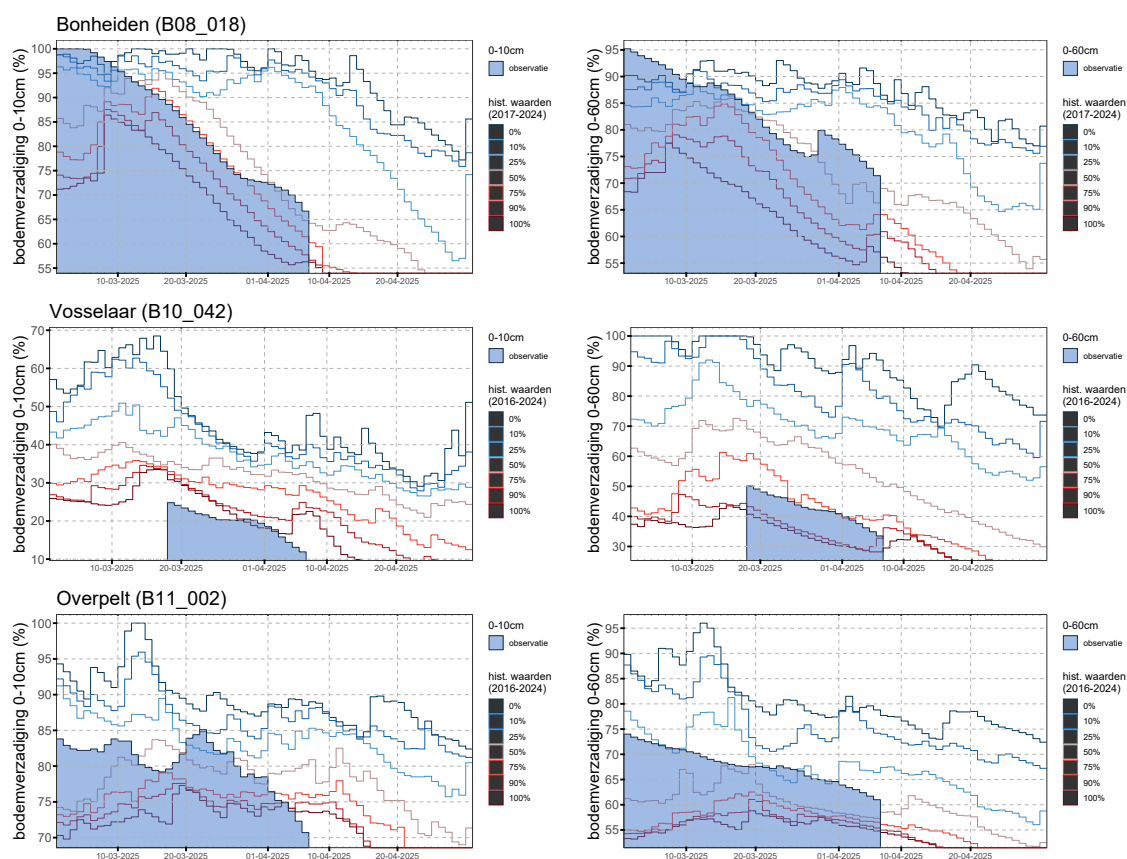 Bonheiden (B08_018)
bodemverzadiging 0-10cm (%)
100
95
90
85
80
75
70
65
60
55
10-03-2025 20-03-2025 01-04-2025 10-04-2025 20-04-2025
0-10cm
observatie
hist. waarden
(2017-2024)
0%
10%
25%
50%
75%
90%
100%
bodemverzadiging 0-60cm (%)
95
90
85
80
75
70
65
60
55
10-03-2025 20-03-2025 01-04-2025 10-04-2025 20-04-2025
0-60cm
observatie
hist. waarden
(2017-2024)
0%
10%
25%
50%
75%
90%
100%
Vosselaar (B10_042)
bodemverzadiging 0-10cm (%)
70
60
50
40
30
20
10
10-03-2025 20-03-2025 01-04-2025 10-04-2025 20-04-2025
0-10cm
observatie
hist. waarden
(2016-2024)
0%
10%
25%
50%
75%
90%
100%
bodemverzadiging 0-60cm (%)
100
90
80
70
60
50
40
30
10-03-2025 20-03-2025 01-04-2025 10-04-2025 20-04-2025
0-60cm
observatie
hist. waarden
(2016-2024)
0%
10%
25%
50%
75%
90%
100%
Overpelt (B11_002)
bodemverzadiging 0-10cm (%)
100
95
90
85
80
75
70
10-03-2025 20-03-2025 01-04-2025 10-04-2025 20-04-2025
0-10cm
observatie
hist. waarden
(2016-2024)
0%
10%
25%
50%
75%
90%
100%
bodemverzadiging 0-60cm (%)
95
90
85
80
75
70
65
60
55
10-03-2025 20-03-2025 01-04-2025 10-04-2025 20-04-2025
0-60cm
observatie
hist. waarden
(2016-2024)
0%
10%
25%
50%
75%
90%
100%